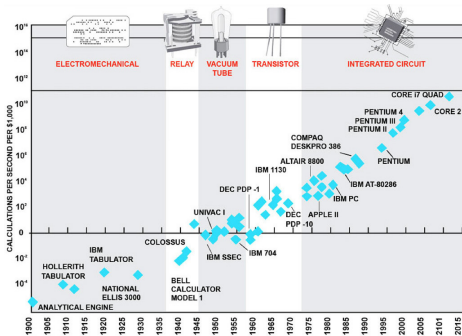 ELECTROMECHANICAL
RELAY
VACUUM
TUBE
TRANSISTOR
INTEGRATED CIRCUIT
CALCULATIONS PER SECOND PER $1,000
CORE i7 QUAD
PENTIUM 4
PENTIUM III
PENTIUM II
CORE 2
COMPAQ
DESKPRO 386
PENTIUM
ALTAIR 8800
IBM 1130
IBM AT-80286
DEC PDP -1
IBM PC
UNIVAC I
DEC
PDP -10
APPLE II
0
COLOSSUS
IBM SSEC
IBM 704
IBM
TABULATOR
HOLLERITH
TABULATOR
NATIONAL
ELLIS 3000
BELL
CALCULATOR
MODEL 1
ANALYTICAL ENGINE
1900
1905
1910
1915
1920
1925
1930
1935
1940
1945
1950
1955
1960
1965
1970
1975
1980
1985
1990
1995
2000
2005
2010
2015